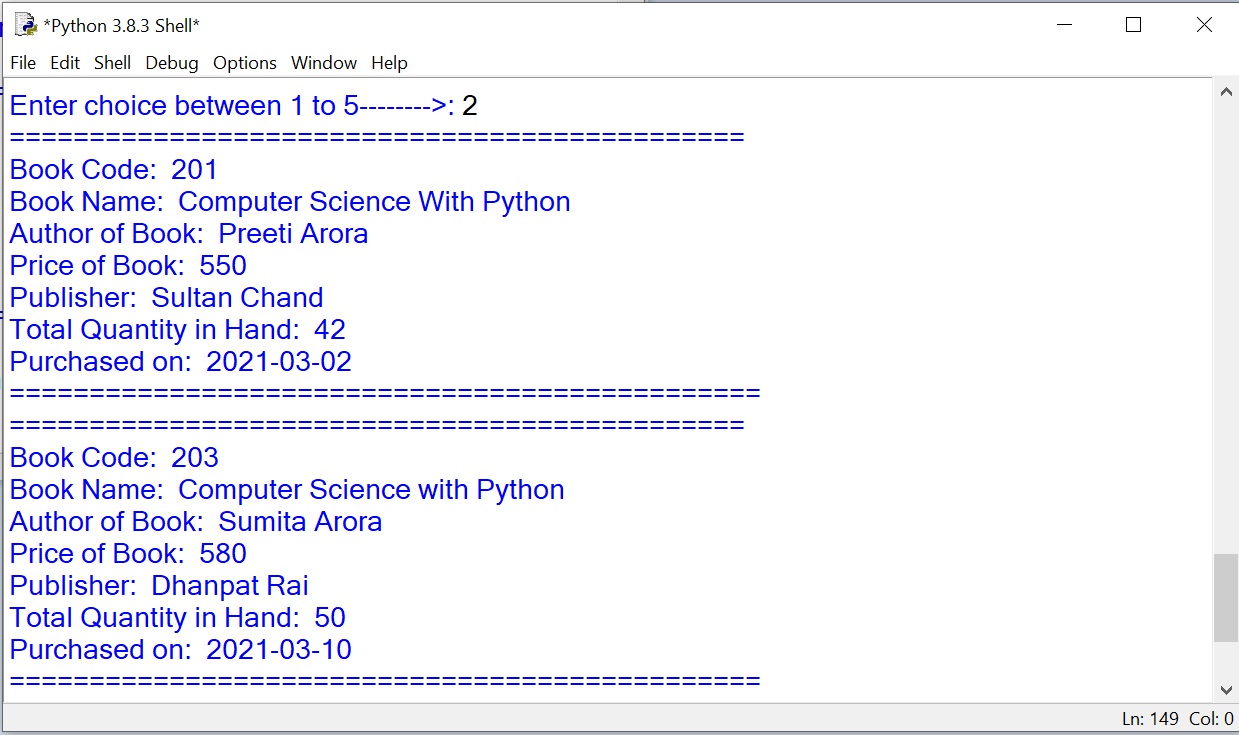 *Python 3.8.3 Shell*
File Edit Shell Debug Options Window Help
Enter choice between 1 to 5-------->: 2
==============================================
Book Code:  201
Book Name:  Computer Science With Python
Author of Book:  Preeti Arora
Price of Book:  550
Publisher:  Sultan Chand
Total Quantity in Hand:  42
Purchased on:  2021-03-02
===============================================
==============================================
Book Code:  203
Book Name:  Computer Science with Python
Author of Book:  Sumita Arora
Price of Book:  580
Publisher:  Dhanpat Rai
Total Quantity in Hand:  50
Purchased on:  2021-03-10
===============================================
Ln: 149 Col: 0